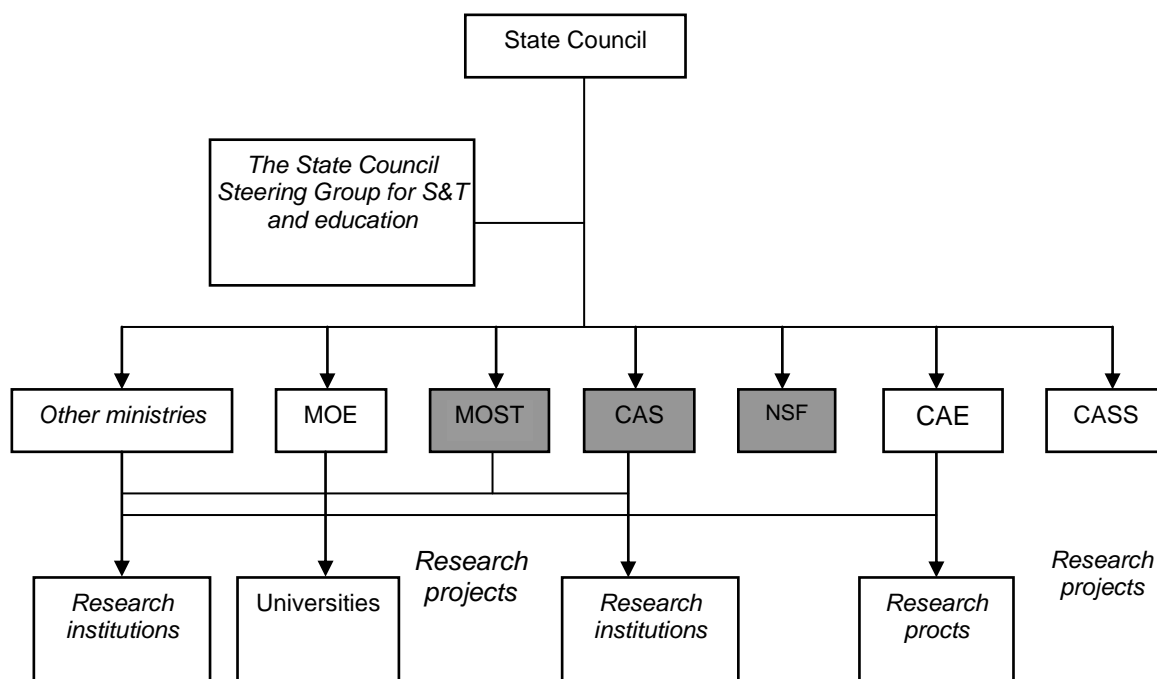 State Council
The State Council
Steering Group for S&T
and education
Other ministries
MOE
MOST
CAS
NSF
CAE
CASS
Research
institutions
Universities
Research
projects
Research
institutions
Research
procts
Research
projects